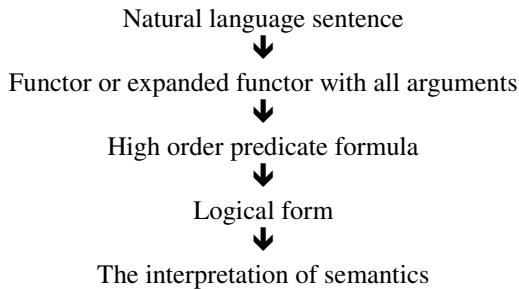 Natural language sentence
Functor or expanded functor with all arguments
High order predicate formula
Logical form
The interpretation of semantics